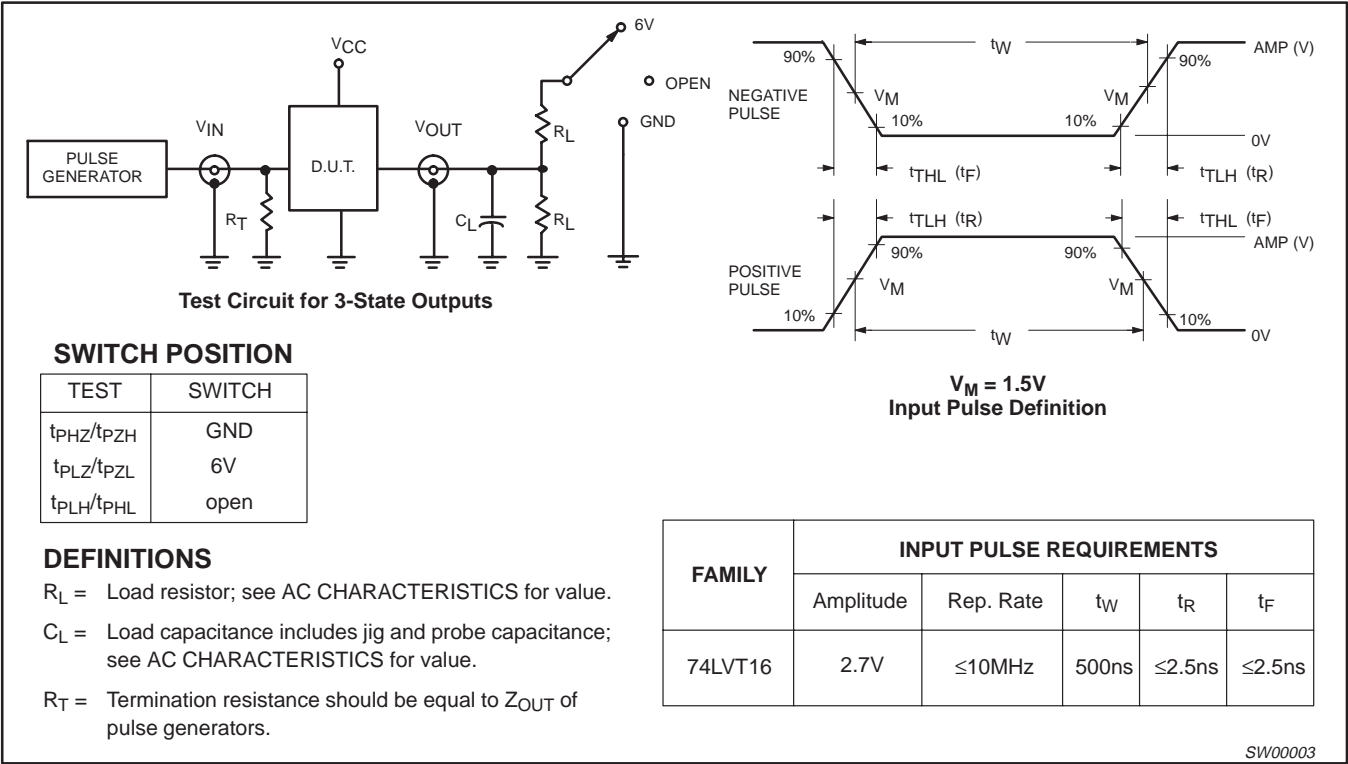 6V
OPEN
GND
VCC
VIN
VOUT
PULSE
GENERATOR
D.U.T.
RT
CL
RL
RL
Test Circuit for 3-State Outputs
SWITCH POSITION
TEST SWITCH
tPHZ/tPZH GND
tPLZ/tPZL 6V
tPLH/tPHL open
DEFINITIONS
RL = Load resistor; see AC CHARACTERISTICS for value.
CL = Load capacitance includes jig and probe capacitance;
see AC CHARACTERISTICS for value.
RT = Termination resistance should be equal to ZOUT of
pulse generators.
90% tW 90% AMP (V)
NEGATIVE
PULSE
VM VM
10% 10%
0V
tTHL (tF) tTLH (tR)
tTLH (tR) tTHL (tF)
AMP (V)
90% 90%
POSITIVE
PULSE
VM VM
10% 10%
tW
0V
VM = 1.5V
Input Pulse Definition
FAMILY INPUT PULSE REQUIREMENTS
Amplitude Rep. Rate tW tR tF
74LVT16 2.7V ≤10MHz 500ns ≤2.5ns ≤2.5ns
SW00003